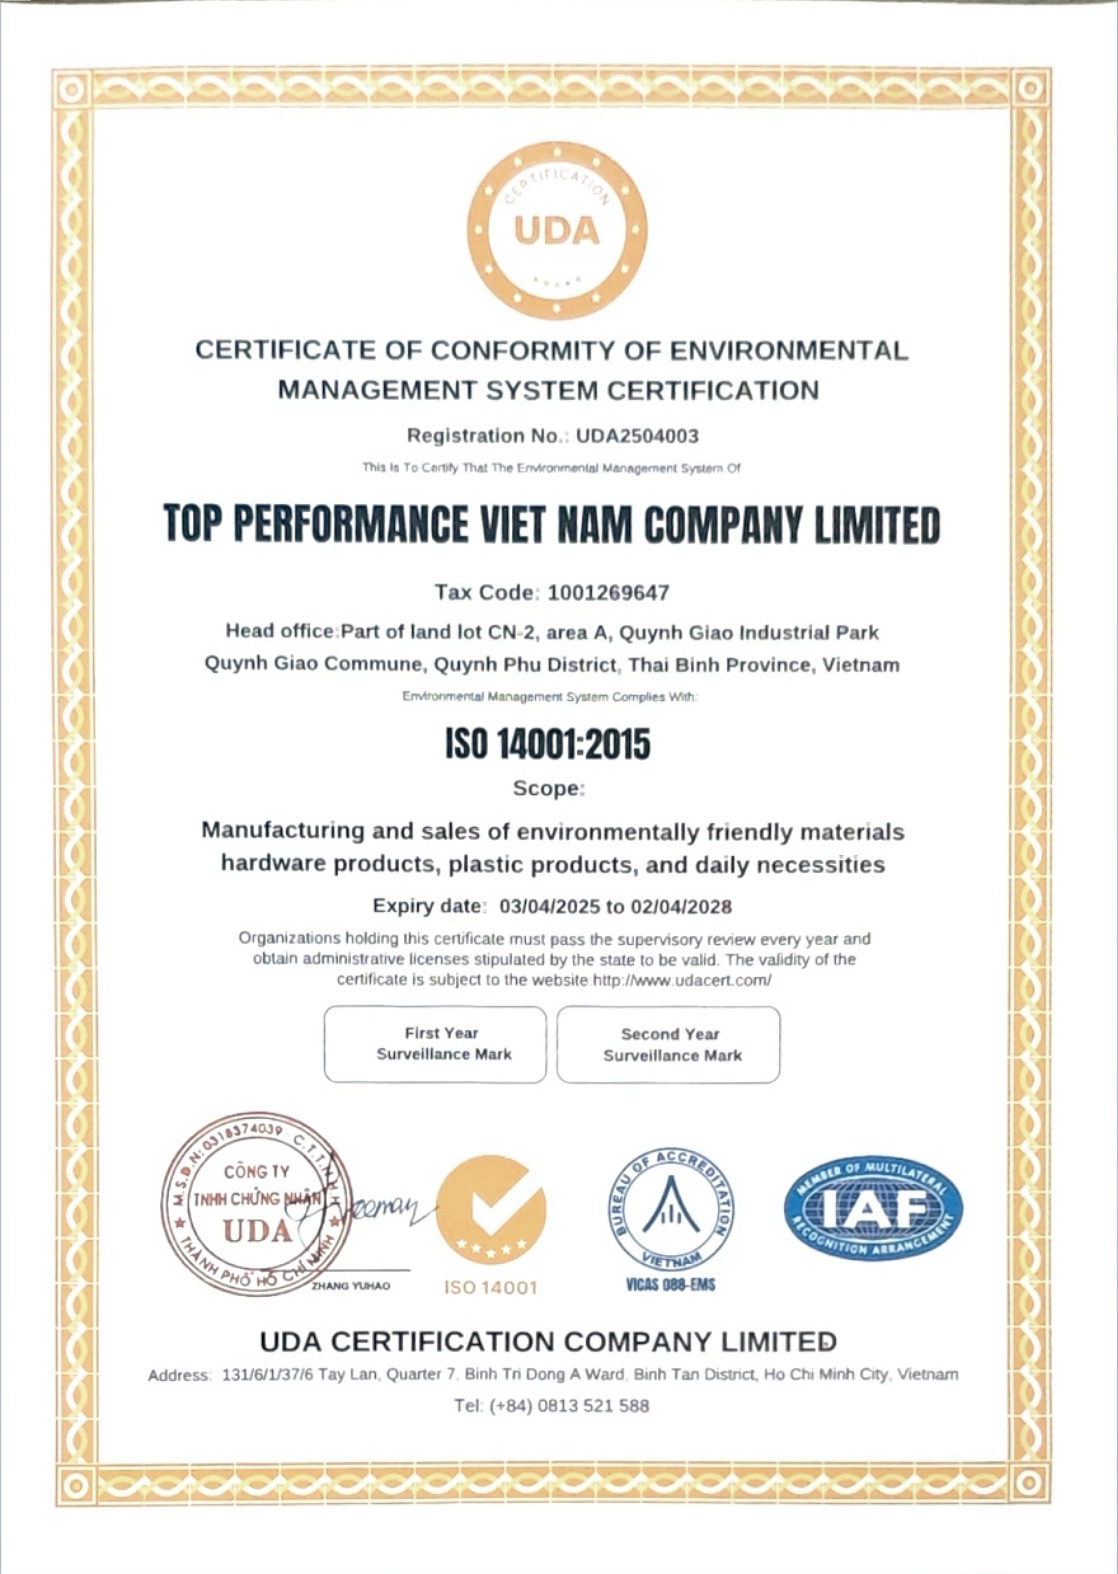 CERTIFICATION
UDA
CERTIFICATE OF CONFORMITY OF ENVIRONMENTAL
MANAGEMENT SYSTEM CERTIFICATION
Registration No.: UDA2504003
This Is To Certify That The Environmental Management System Of
TOP PERFORMANCE VIET NAM COMPANY LIMITED
Tax Code: 1001269647
Head office:Part of land lot CN-2, area A, Quynh Giao Industrial Park
Quynh Giao Commune, Quynh Phu District, Thai Binh Province, Vietnam
Environmental Management System Complies With:
ISO 14001:2015
Scope:
Manufacturing and sales of environmentally friendly materials
hardware products, plastic products, and daily necessities
Expiry date: 03/04/2025 to 02/04/2028
Organizations holding this certificate must pass the supervisory review every year and
obtain administrative licenses stipulated by the state to be valid. The validity of the
certificate is subject to the website.http://www.udacert.com/
First Year
Surveillance Mark
Second Year
Surveillance Mark
M.S.D.N: 0318374039 - C.T.T.N.H.H
CÔNG TY
TNHH CHỨNG NHẬN
UDA
THÀNH PHỐ HỒ CHÍ MINH
ZHANG YUHAO
ISO 14001
BUREAU OF ACCREDITATION
VIETNAM
VICAS 088-EMS
MEMBER OF MULTILATERAL
IAF
RECOGNITION ARRANGEMENT
UDA CERTIFICATION COMPANY LIMITED
Address: 131/6/1/37/6 Tay Lan, Quarter 7, Binh Tri Dong A Ward, Binh Tan District, Ho Chi Minh City, Vietnam
Tel: (+84) 0813 521 588